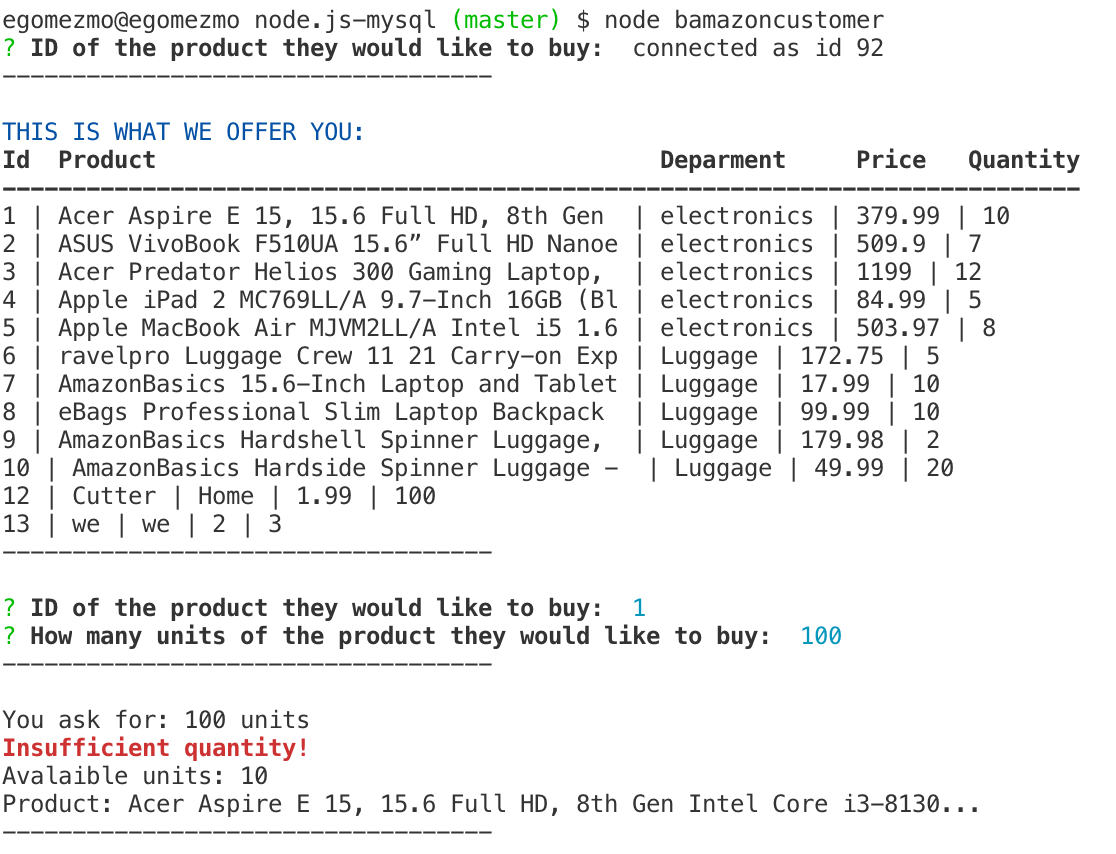 egomezmo@egomezmo node.js-mysql (master) $ node bamazoncustomer
? ID of the product they would like to buy:  connected as id 92
-----------------------------------
THIS IS WHAT WE OFFER YOU:
Id  Product                                    Deparment     Price   Quantity
-----------------------------------------------------------------------------
1 | Acer Aspire E 15, 15.6 Full HD, 8th Gen  | electronics | 379.99 | 10
2 | ASUS VivoBook F510UA 15.6” Full HD Nanoe | electronics | 509.9 | 7
3 | Acer Predator Helios 300 Gaming Laptop,  | electronics | 1199 | 12
4 | Apple iPad 2 MC769LL/A 9.7-Inch 16GB (Bl | electronics | 84.99 | 5
5 | Apple MacBook Air MJVM2LL/A Intel i5 1.6 | electronics | 503.97 | 8
6 | ravelpro Luggage Crew 11 21 Carry-on Exp | Luggage | 172.75 | 5
7 | AmazonBasics 15.6-Inch Laptop and Tablet | Luggage | 17.99 | 10
8 | eBags Professional Slim Laptop Backpack  | Luggage | 99.99 | 10
9 | AmazonBasics Hardshell Spinner Luggage,  | Luggage | 179.98 | 2
10 | AmazonBasics Hardside Spinner Luggage -  | Luggage | 49.99 | 20
12 | Cutter | Home | 1.99 | 100
13 | we | we | 2 | 3
-----------------------------------
? ID of the product they would like to buy:  1
? How many units of the product they would like to buy:  100
-----------------------------------
You ask for: 100 units
Insufficient quantity!
Avalaible units: 10
Product: Acer Aspire E 15, 15.6 Full HD, 8th Gen Intel Core i3-8130...
-----------------------------------